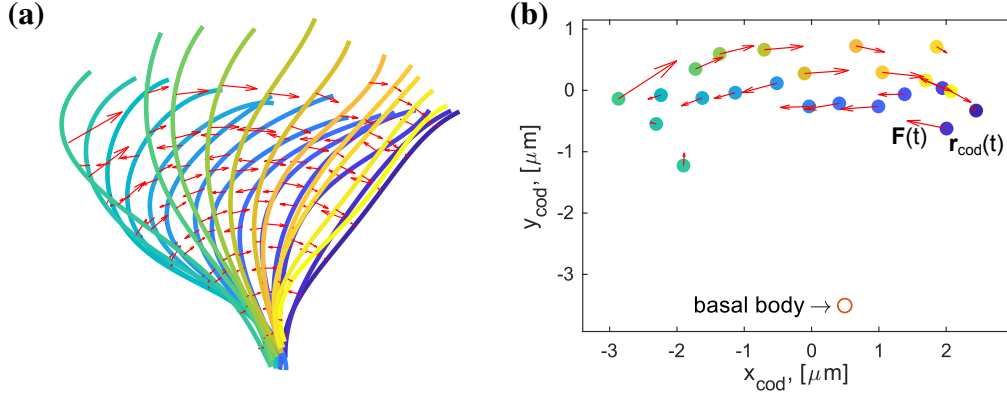 (a)
(b)
1
0
-1
-2
-3
y_cod, [μm]
F(t)
r_cod(t)
basal body →
-3 -2 -1 0 1 2
x_cod, [μm]